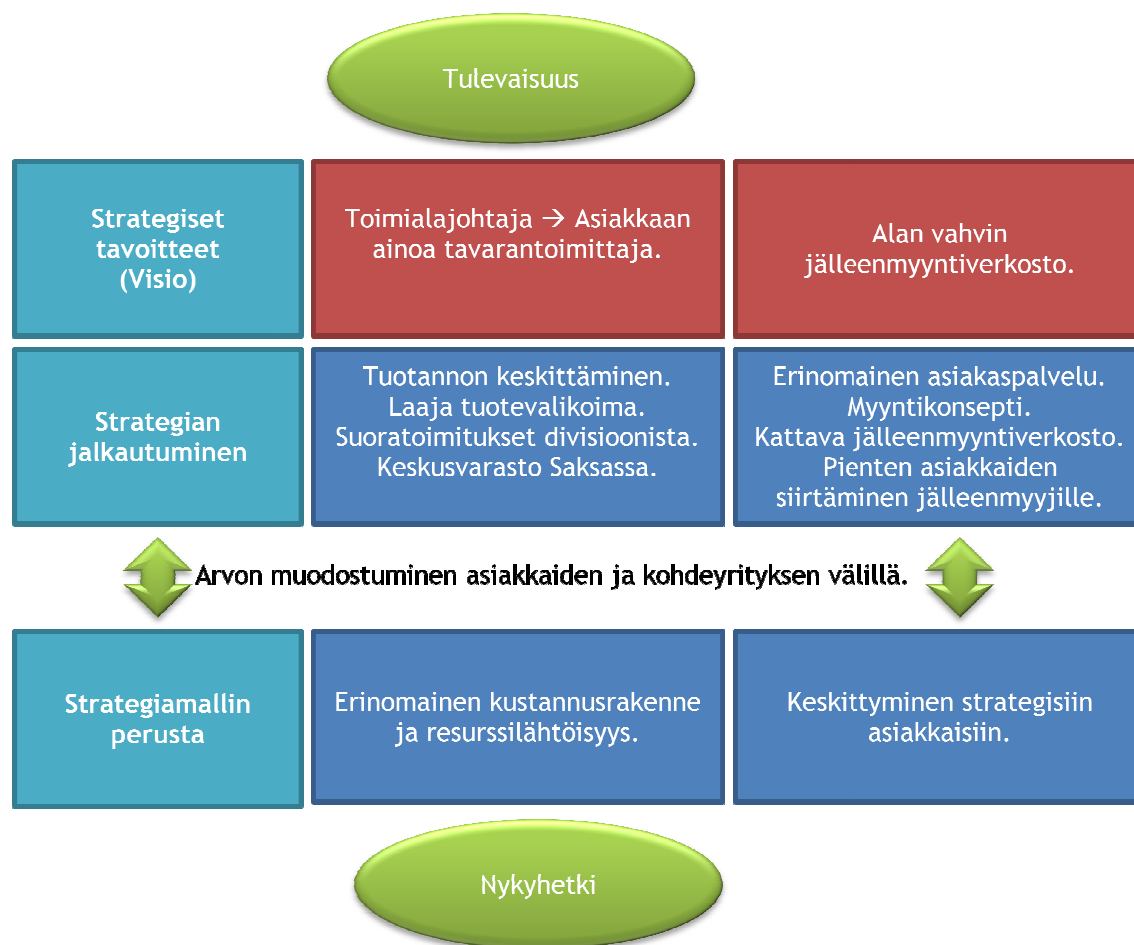 Tulevaisuus
Strategiset
tavoitteet
(Visio)
Toimialajohtaja → Asiakkaan
ainoa tavarantoimittaja.
Alan vahvin
jälleenmyyntiverkosto.
Strategian
jalkautuminen
Tuotannon keskittäminen.
Laaja tuotevalikoima.
Suoratoimitukset divisioonista.
Keskusvarasto Saksassa.
Erinomainen asiakaspalvelu.
Myyntikonsepti.
Kattava jälleenmyyntiverkosto.
Pienten asiakkaiden
siirtäminen jälleenmyyjille.
Arvon muodostuminen asiakkaiden ja kohdeyrityksen välillä.
Strategiamallin
perusta
Erinomainen kustannusrakenne
ja resurssilähtöisyys.
Keskittyminen strategisiin
asiakkaisiin.
Nykyhetki